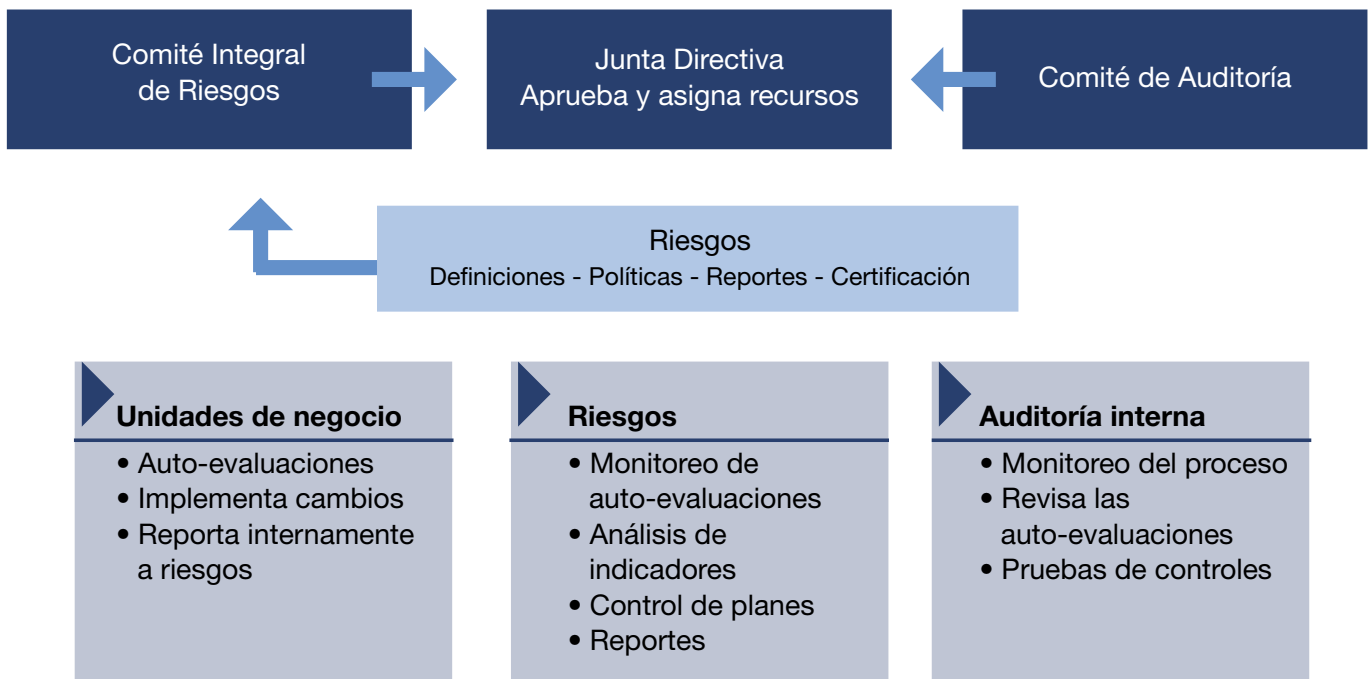 Comité Integral
de Riesgos
Junta Directiva
Aprueba y asigna recursos
Comité de Auditoría
Riesgos
Definiciones - Políticas - Reportes - Certificación
Unidades de negocio
• Auto-evaluaciones
• Implementa cambios
• Reporta internamente
a riesgos
Riesgos
• Monitoreo de
auto-evaluaciones
• Análisis de
indicadores
• Control de planes
• Reportes
Auditoría interna
• Monitoreo del proceso
• Revisa las
auto-evaluaciones
• Pruebas de controles